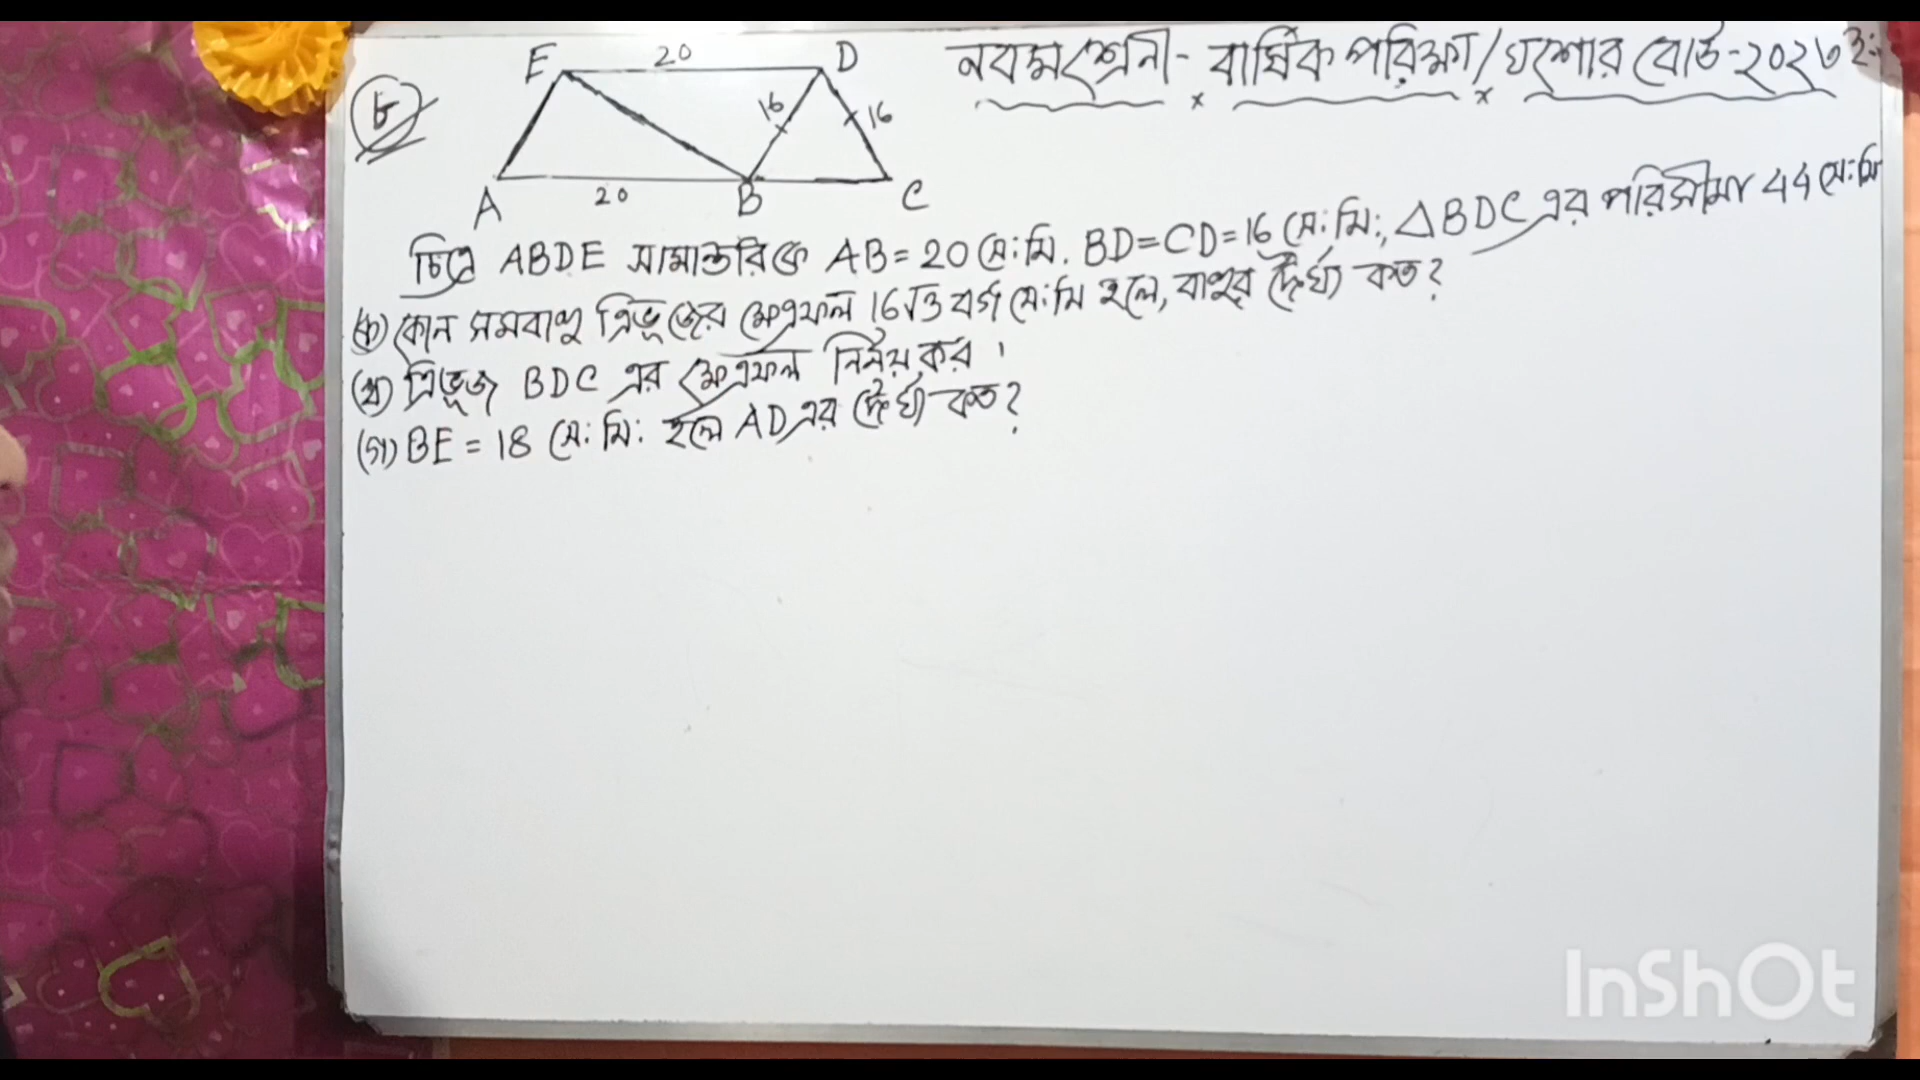 নবম শ্রেনী - বার্ষিক পরিক্ষা / যশোর বোর্ড - ২০২৩ ইং
৮
E 20 D
16 16
A 20 B C
চিত্রে ABDE সামান্তরিকে AB = 20 সে: মি. BD = CD = 16 সে: মি:, △BDC এর পরিসীমা 44 সে: মি
(ক) কোন সমবাহু ত্রিভূজের ক্ষেত্রফল 16√3 বর্গ সে: মি হলে, বাহুর দৈর্ঘ্য কত?
(খ) ত্রিভূজ BDC এর ক্ষেত্রফল নির্নয় কর ।
(গ) BE = 18 সে: মি: হলে AD এর দৈর্ঘ্য কত?
InShOt